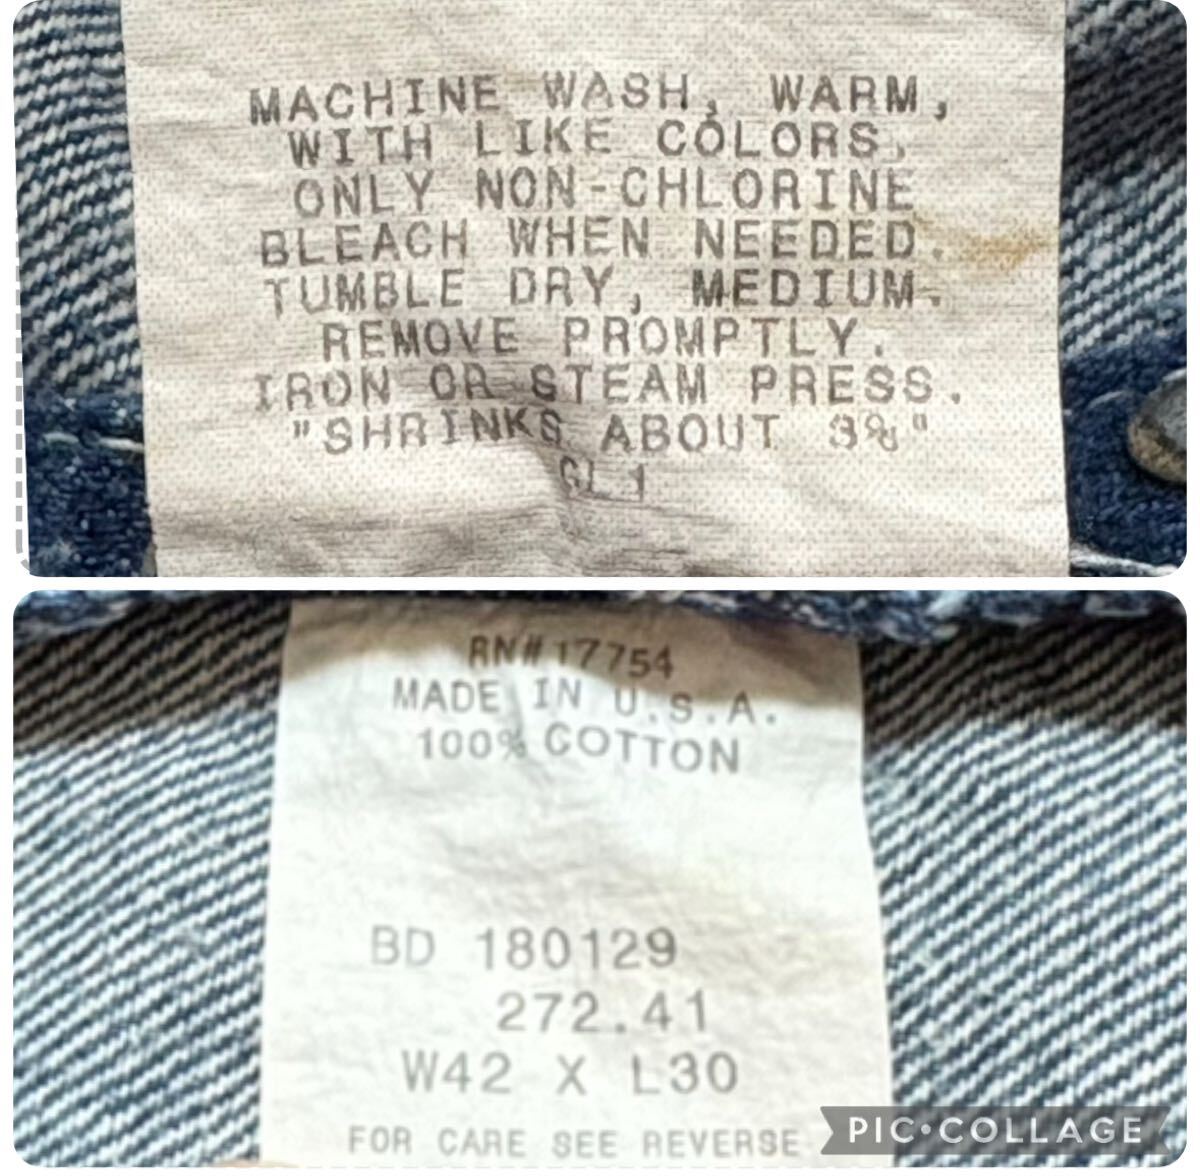 MACHINE WASH, WARM,
WITH LIKE COLORS.
ONLY NON-CHLORINE
BLEACH WHEN NEEDED.
TUMBLE DRY, MEDIUM.
REMOVE PROMPTLY.
IRON OR STEAM PRESS.
"SHRINKS ABOUT 3%"
RN# 17754
MADE IN U.S.A.
100% COTTON
BD 180129
272.41
W42 X L30
FOR CARE SEE REVERSE
PIC•COLLAGE